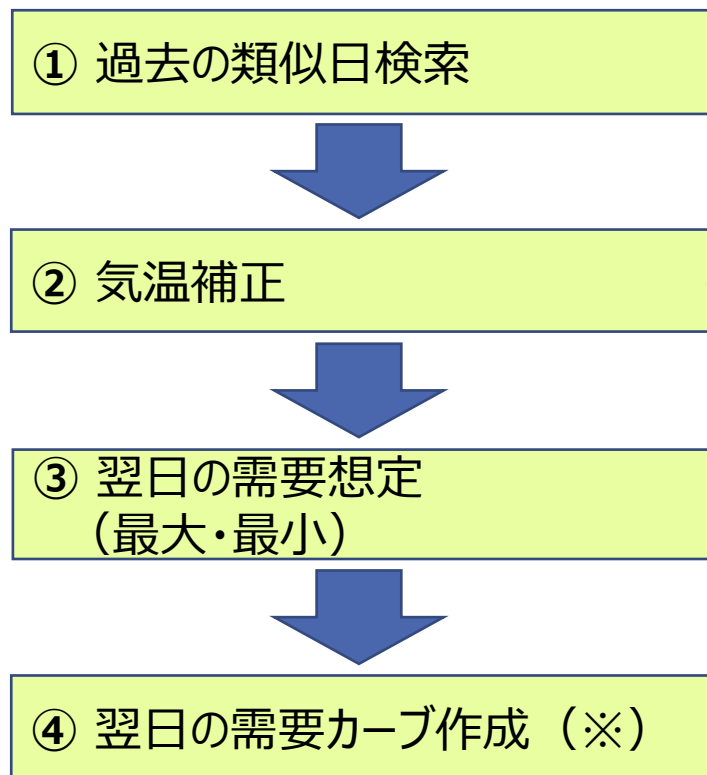 ① 過去の類似日検索
② 気温補正
③ 翌日の需要想定
（最大・最小）
④ 翌日の需要カーブ作成（※）